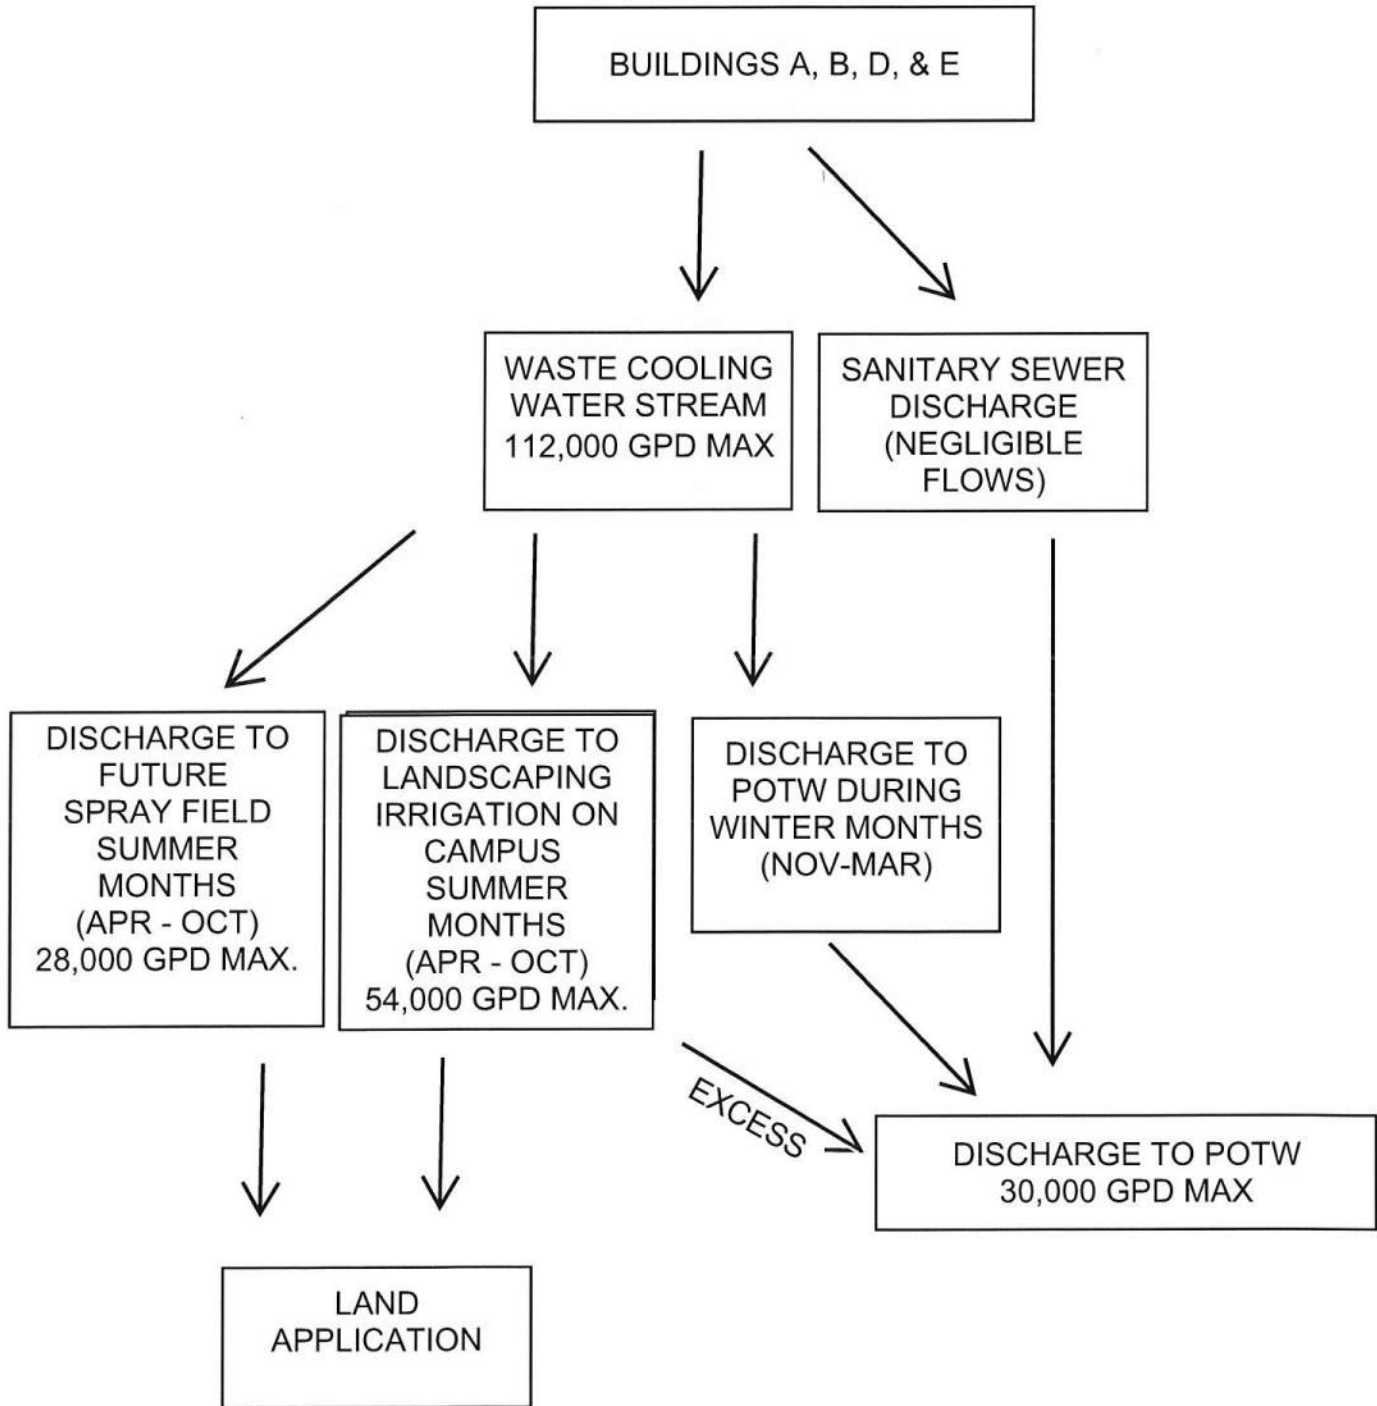 BUILDINGS A, B, D, & E
WASTE COOLING
WATER STREAM
112,000 GPD MAX
SANITARY SEWER
DISCHARGE
(NEGLIGIBLE
FLOWS)
DISCHARGE TO
FUTURE
SPRAY FIELD
SUMMER
MONTHS
(APR - OCT)
28,000 GPD MAX.
DISCHARGE TO
LANDSCAPING
IRRIGATION ON
CAMPUS
SUMMER
MONTHS
(APR - OCT)
54,000 GPD MAX.
DISCHARGE TO
POTW DURING
WINTER MONTHS
(NOV-MAR)
EXCESS
DISCHARGE TO POTW
30,000 GPD MAX
LAND
APPLICATION